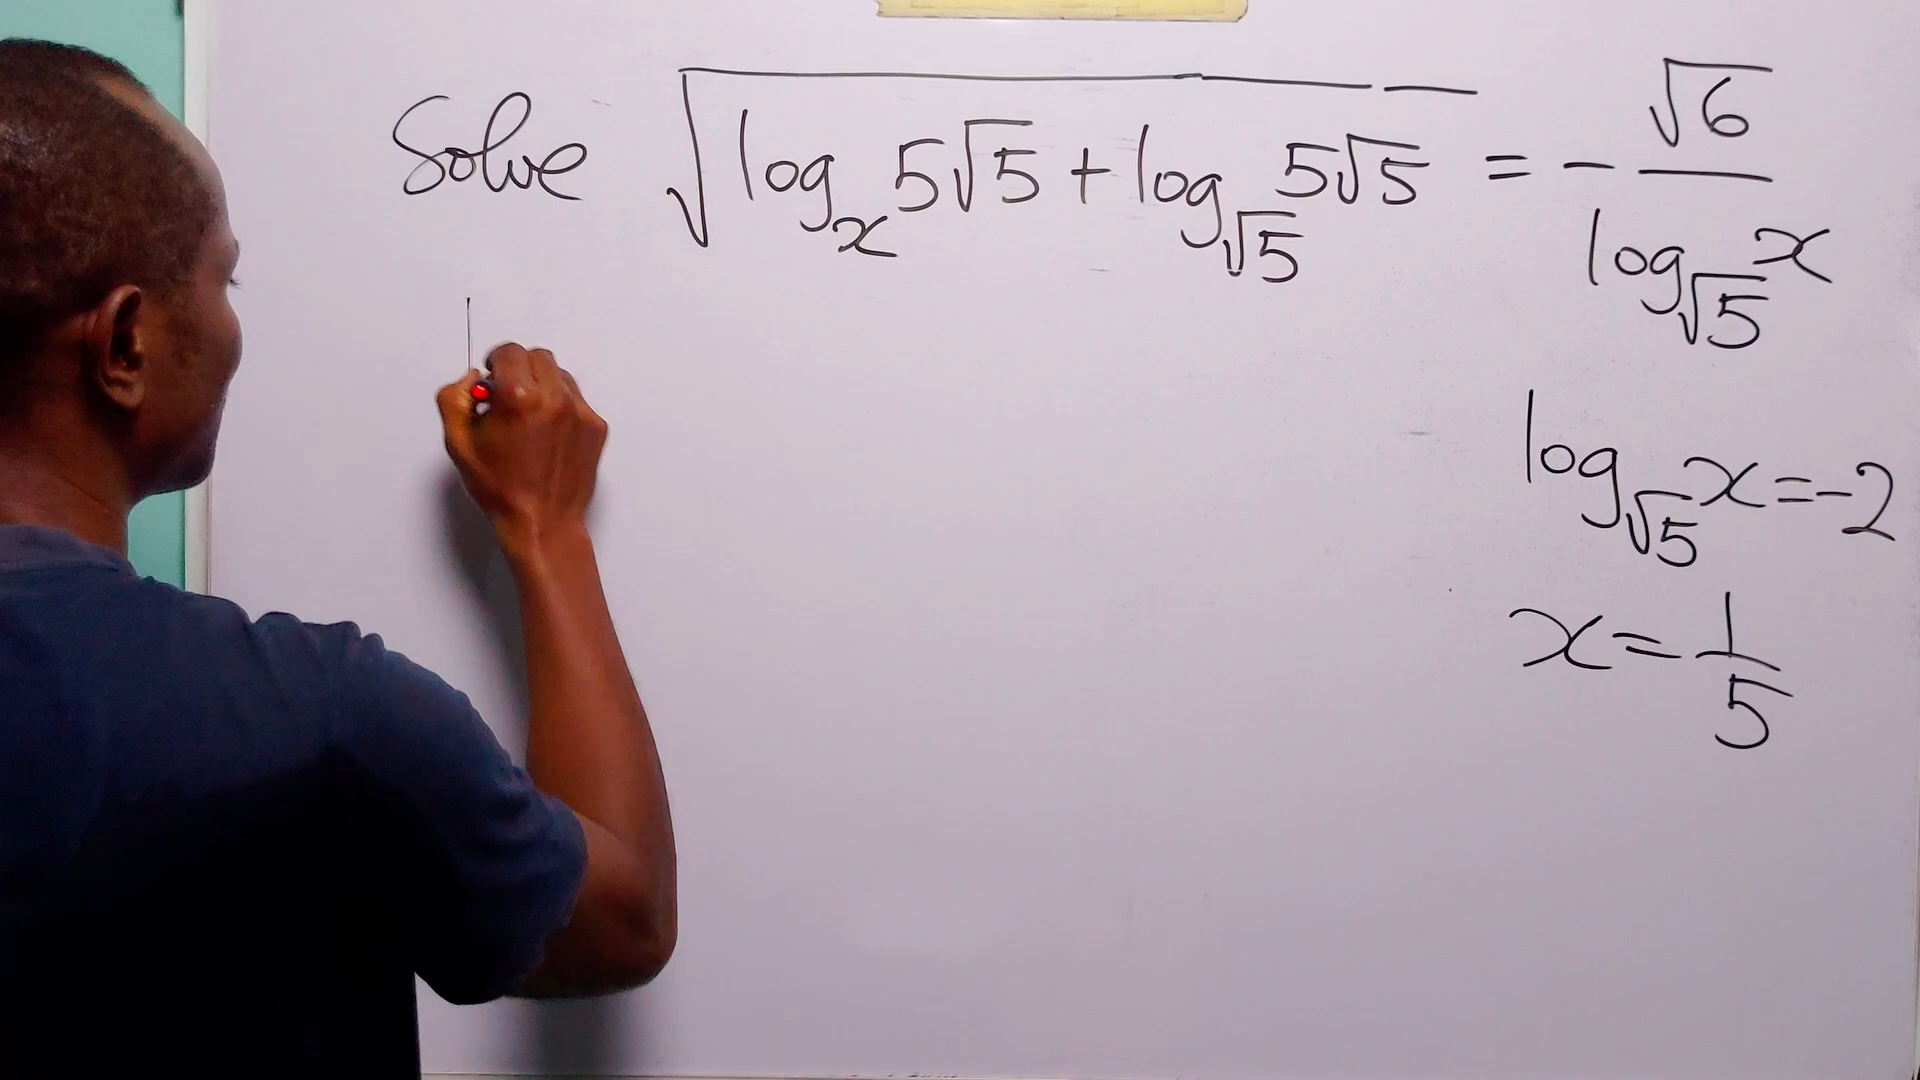 Solve √(log_x 5√5 + log_√5 5√5) = - √6 / log_√5 x
log_√5 x = -2
x = 1/5